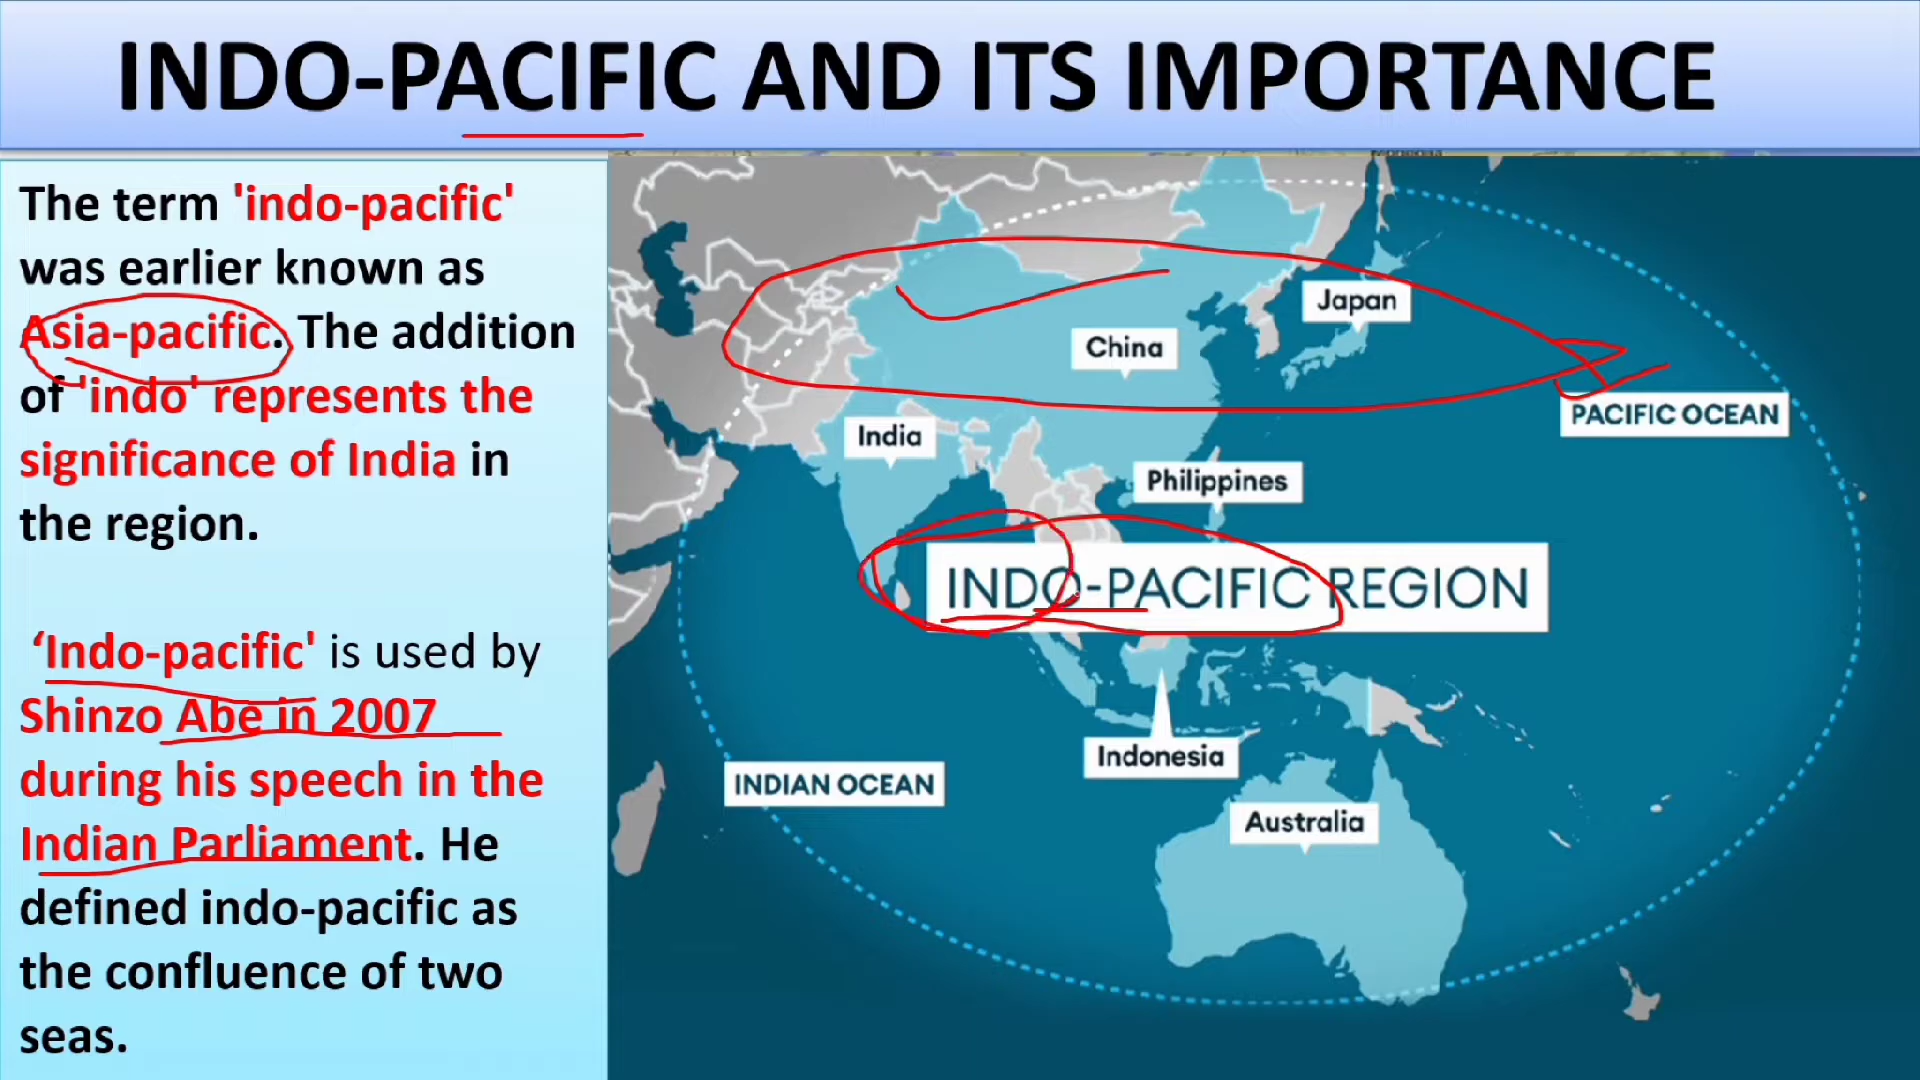 INDO-PACIFIC AND ITS IMPORTANCE
The term 'indo-pacific'
was earlier known as
Asia-pacific. The addition
of 'indo' represents the
significance of India in
the region.
‘Indo-pacific' is used by
Shinzo Abe in 2007
during his speech in the
Indian Parliament. He
defined indo-pacific as
the confluence of two
seas.
Japan
China
PACIFIC OCEAN
India
Philippines
INDO-PACIFIC REGION
Indonesia
INDIAN OCEAN
Australia